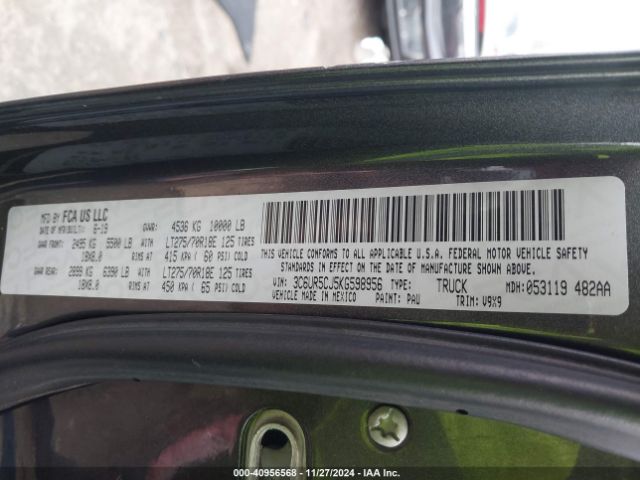 MFG BY FCA US LLC
DATE OF MFR(BUILT): 6-19 GVWR: 4536 KG 10000 LB
GAWR FRONT: 2495 KG 5500 LB WITH LT275/70R18E 125 TIRES
18X8.0 RIMS AT 415 KPA ( 60 PSI) COLD
GAWR REAR: 2899 KG 6390 LB WITH LT275/70R18E 125 TIRES
18X8.0 RIMS AT 450 KPA ( 65 PSI) COLD
THIS VEHICLE CONFORMS TO ALL APPLICABLE U.S.A. FEDERAL MOTOR VEHICLE SAFETY
STANDARDS IN EFFECT ON THE DATE OF MANUFACTURE SHOWN ABOVE.
VIN: 3C6UR5CJ5KG598956 TYPE: TRUCK MDH: 053119 482AA
VEHICLE MADE IN MEXICO PAINT: PAU TRIM: V9X9
000-40956568 - 11/27/2024 - IAA Inc.